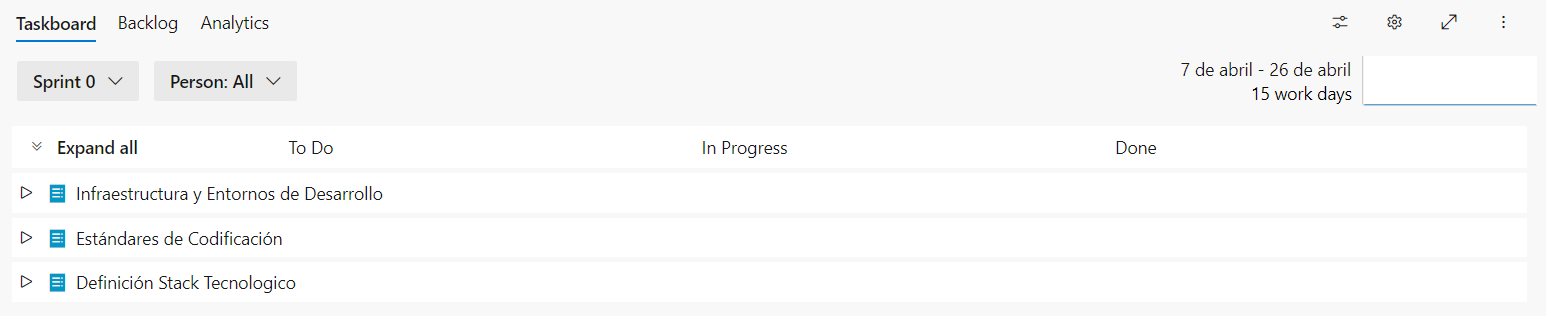 Taskboard Backlog Analytics
Sprint 0 Person: All
7 de abril - 26 de abril
15 work days
Expand all To Do In Progress Done
Infraestructura y Entornos de Desarrollo
Estándares de Codificación
Definición Stack Tecnologico